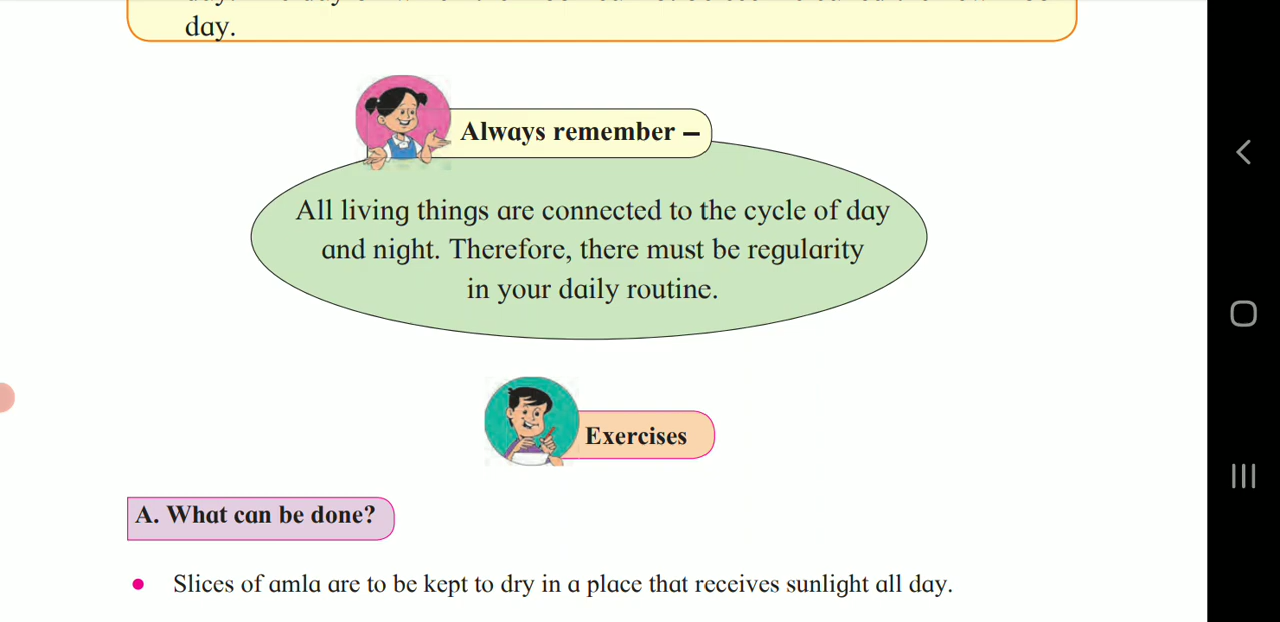 day.
Always remember –
All living things are connected to the cycle of day
and night. Therefore, there must be regularity
in your daily routine.
Exercises
A. What can be done?
• Slices of amla are to be kept to dry in a place that receives sunlight all day.